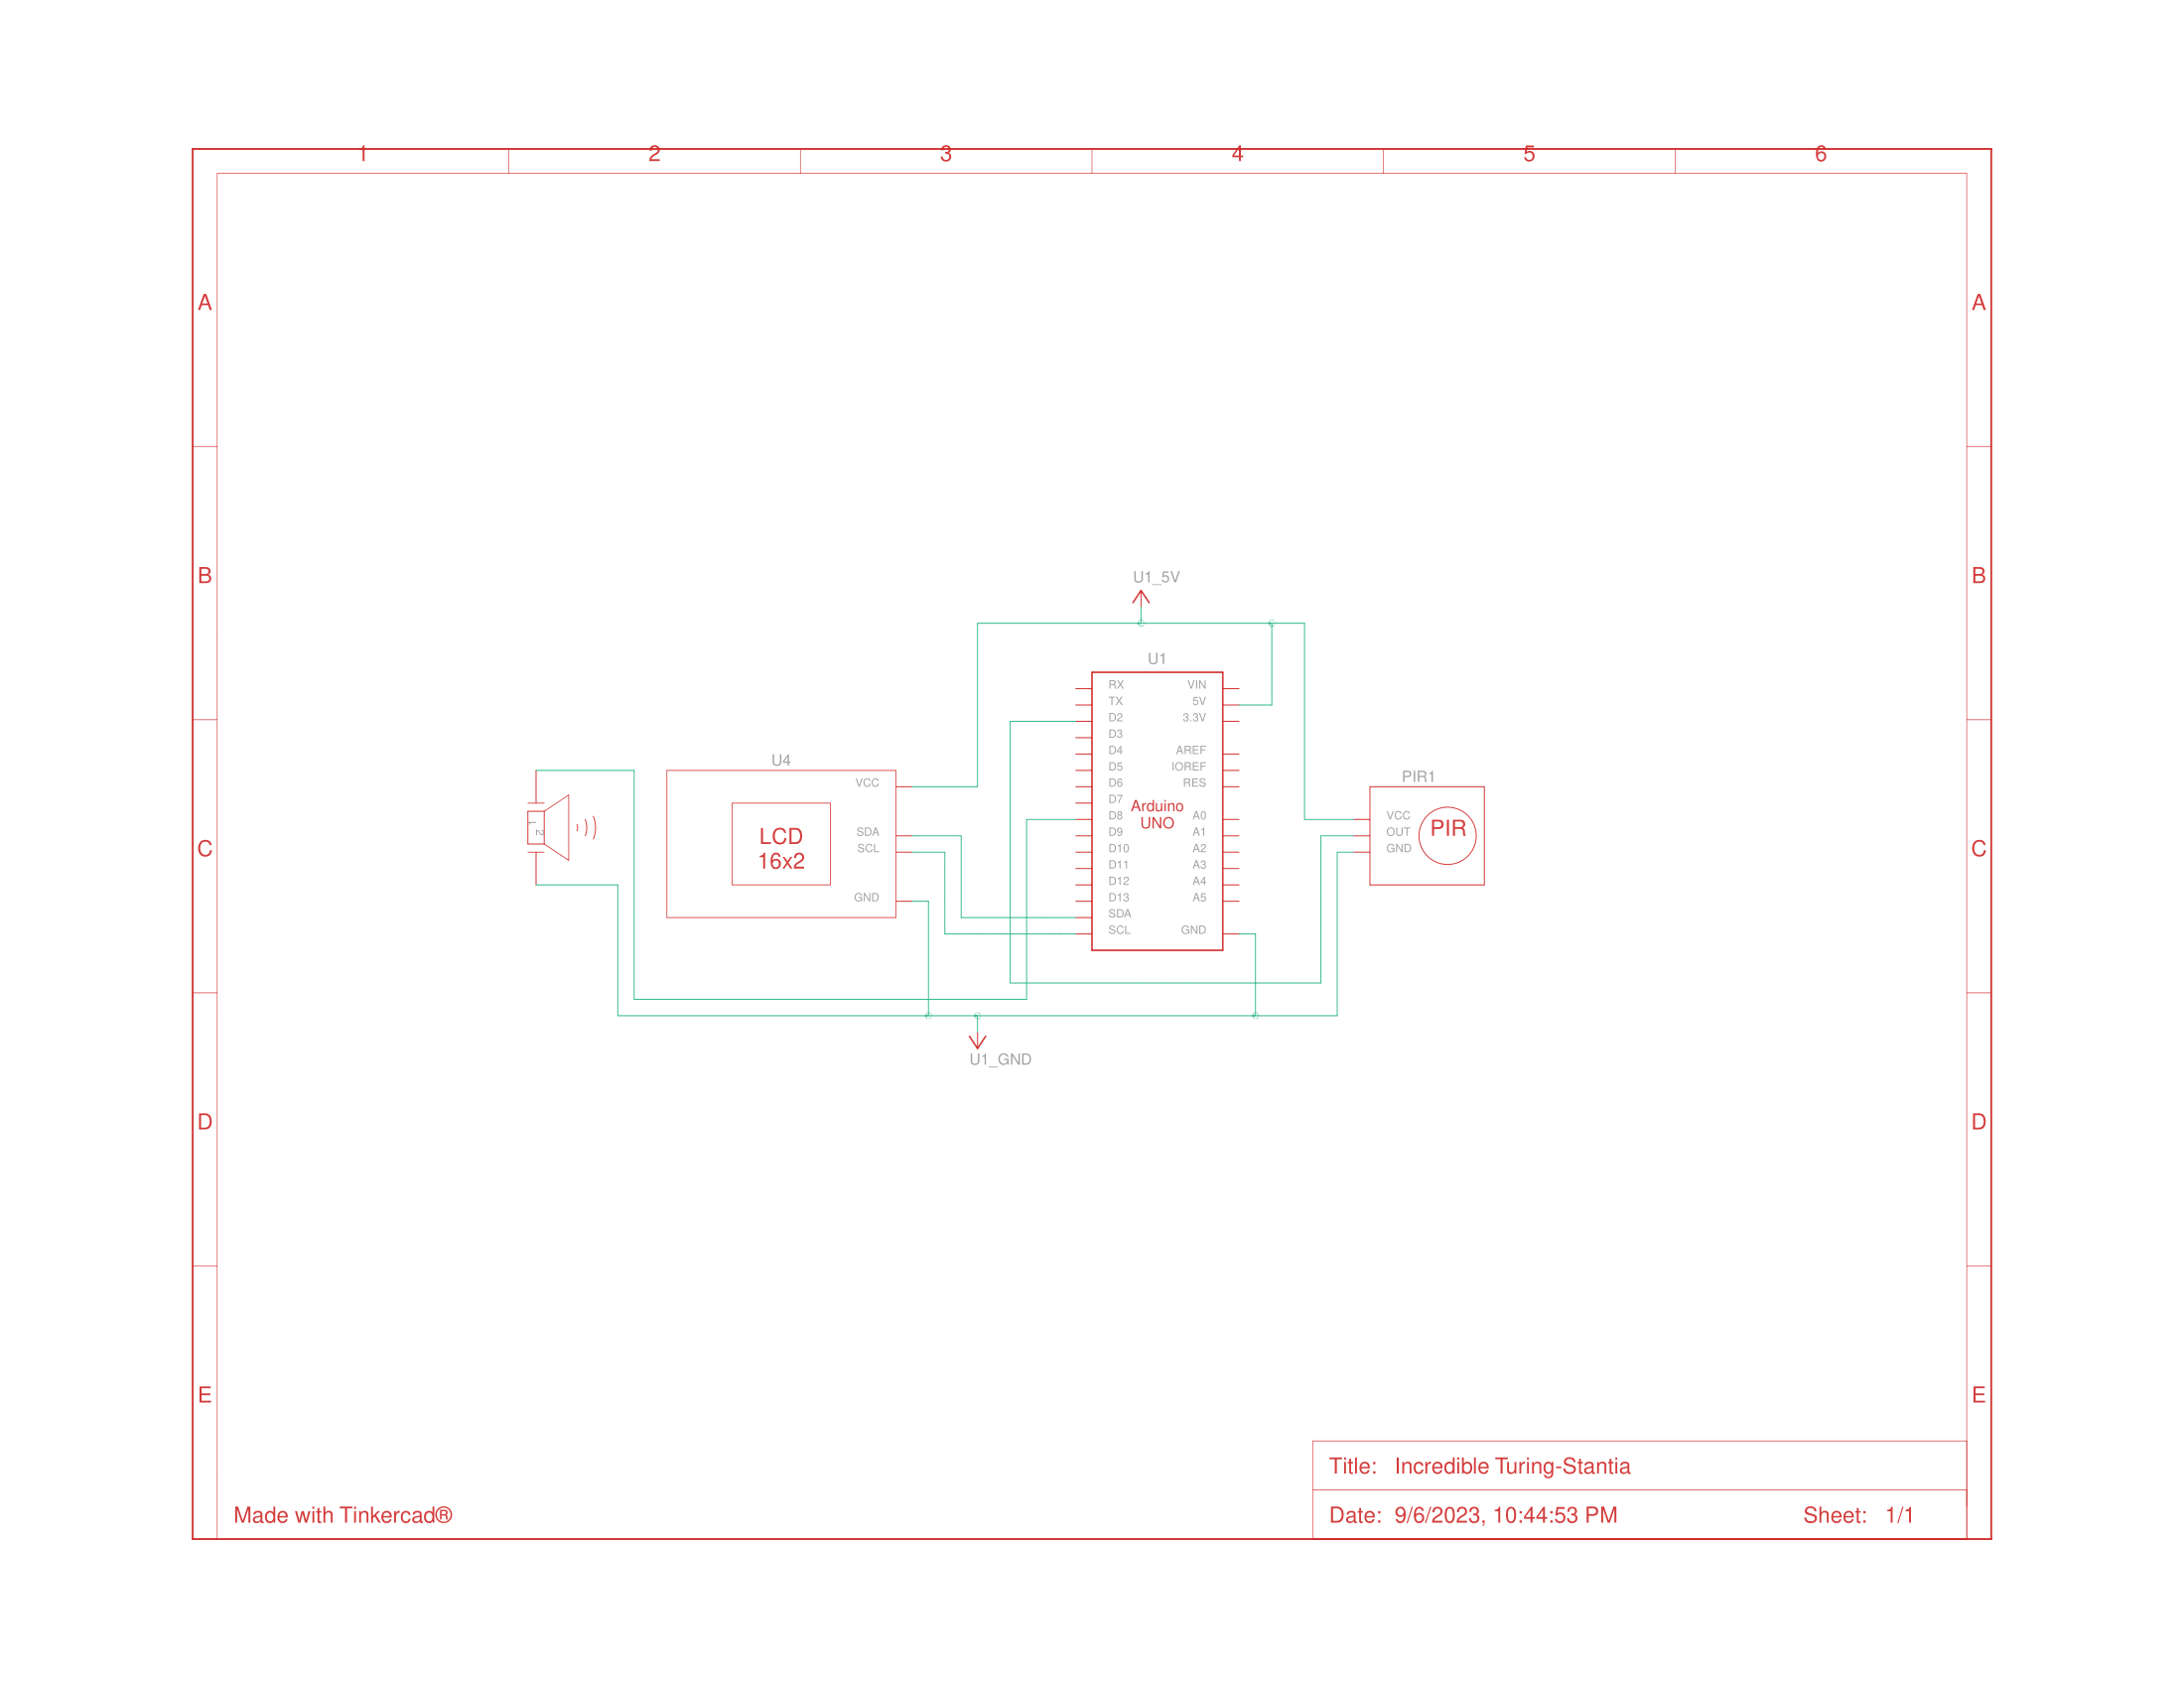 1 2 3 4 5 6
A A
B B
U1_5V
U1
RX VIN
TX 5V
D2 3.3V
D3
D4 AREF
D5 IOREF
D6 RES
D7
Arduino
UNO
D8 A0
D9 A1
D10 A2
D11 A3
D12 A4
D13 A5
SDA
SCL GND
C C
1
2
U4
VCC
LCD
16x2
SDA
SCL
GND
PIR1
VCC
OUT
GND
PIR
U1_GND
D D
E E
Title: Incredible Turing-Stantia
Made with Tinkercad®
Date: 9/6/2023, 10:44:53 PM Sheet: 1/1